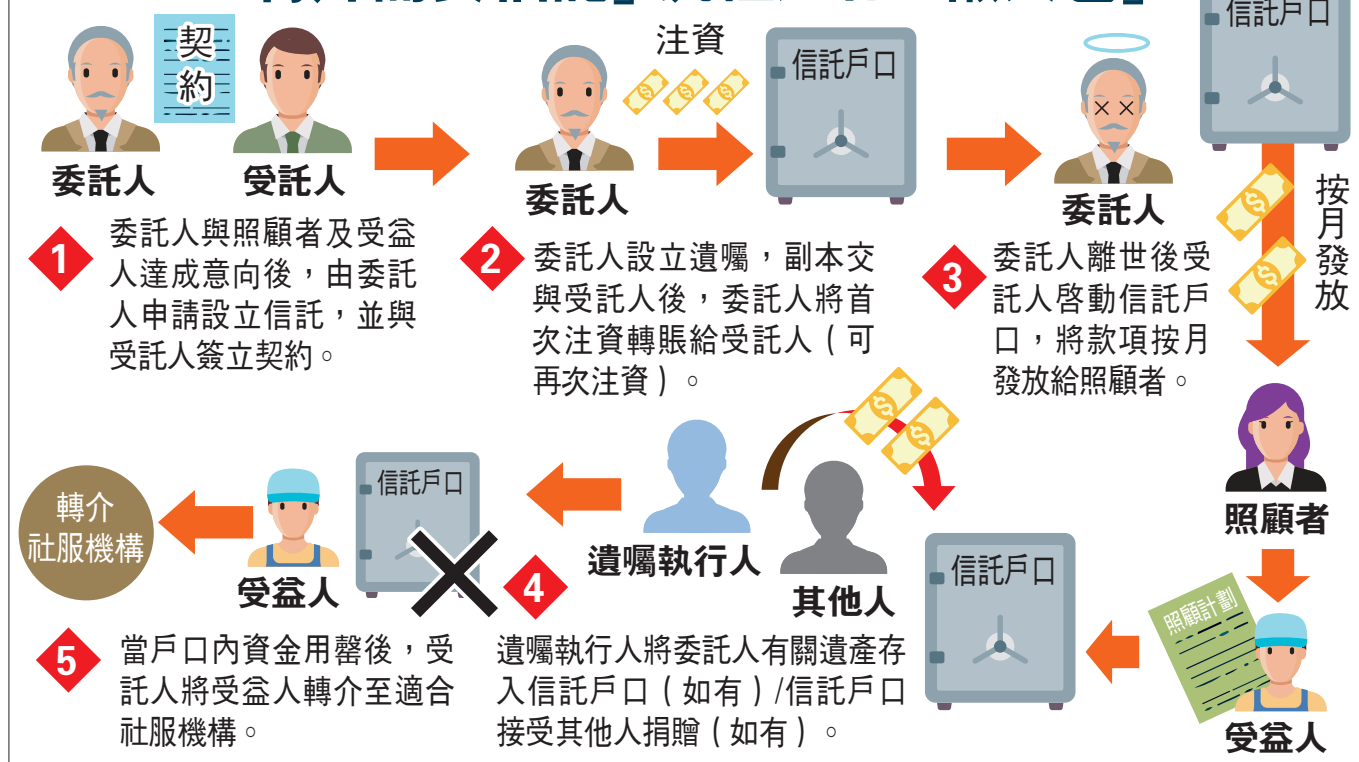 契約
委託人
受託人
1
委託人與照顧者及受益
人達成意向後，由委託
人申請設立信託，並與
受託人簽立契約。
注資
信託戶口
委託人
2
委託人設立遺囑，副本交
與受託人後，委託人將首
次注資轉賬給受託人（可
再次注資）。
委託人
3
委託人離世後受
託人啓動信託戶
口，將款項按月
發放給照顧者。
信託戶口
按月發放
照顧者
照顧計劃
受益人
信託戶口
遺囑執行人
其他人
4
遺囑執行人將委託人有關遺產存
入信託戶口（如有）/信託戶口
接受其他人捐贈（如有）。
信託戶口
受益人
轉介
社服機構
5
當戶口內資金用罄後，受
託人將受益人轉介至適合
社服機構。